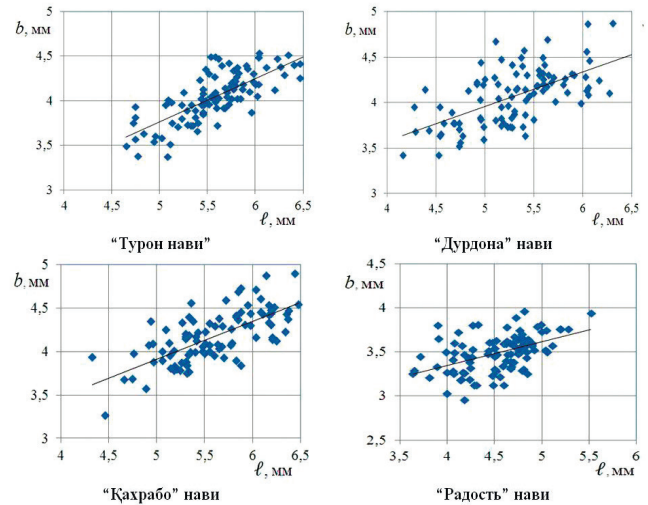 b, мм
5
4,5
4
3,5
3
4 4,5 5 5,5 6 6,5
ℓ, мм
“Турон нави”
b, мм
5
4,5
4
3,5
3
4 4,5 5 5,5 6 6,5
ℓ, мм
“Дурдона” нави
b, мм
5
4,5
4
3,5
3
4 4,5 5 5,5 6 6,5
ℓ, мм
“Қахрабо” нави
b, мм
4,5
4
3,5
3
2,5
3,5 4 4,5 5 5,5 6
ℓ, мм
“Радость” нави